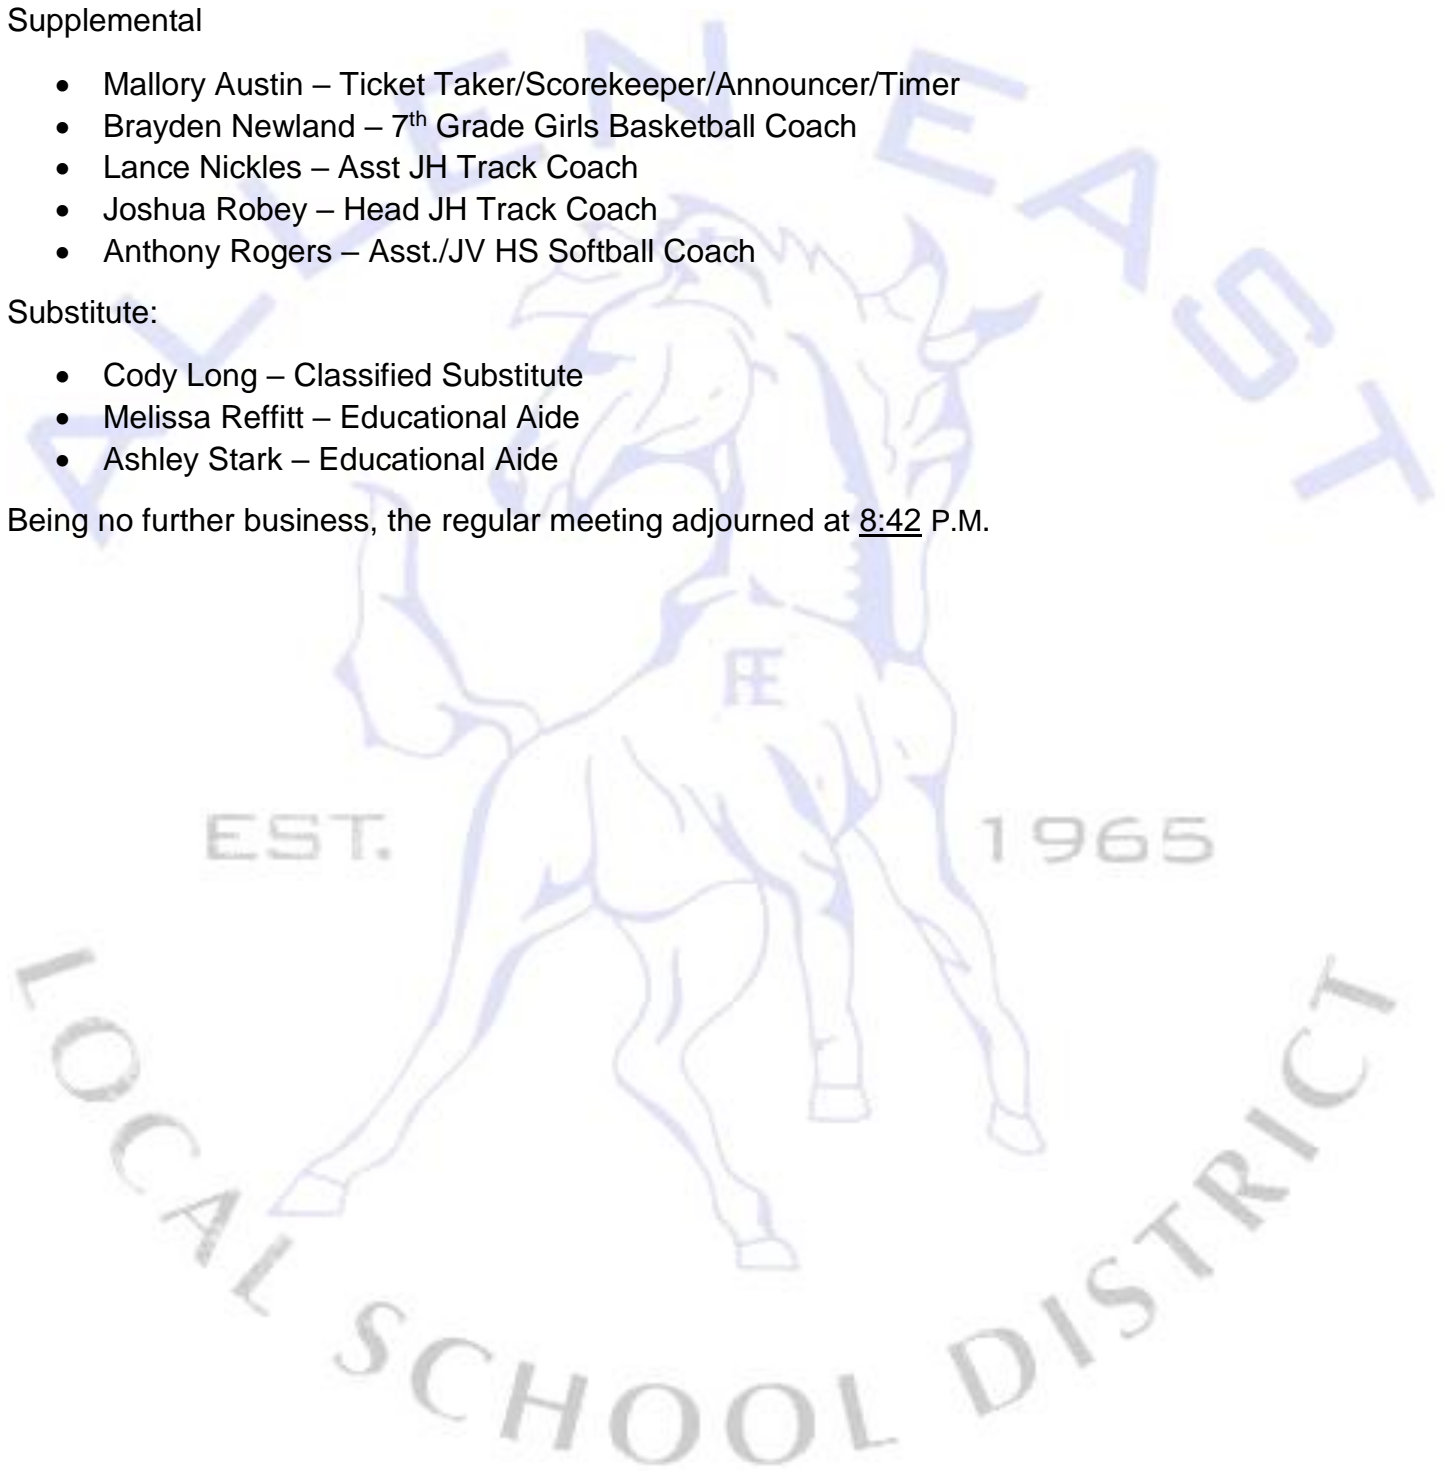 Supplemental
• Mallory Austin – Ticket Taker/Scorekeeper/Announcer/Timer
• Brayden Newland – 7th Grade Girls Basketball Coach
• Lance Nickles – Asst JH Track Coach
• Joshua Robey – Head JH Track Coach
• Anthony Rogers – Asst./JV HS Softball Coach
Substitute:
• Cody Long – Classified Substitute
• Melissa Reffitt – Educational Aide
• Ashley Stark – Educational Aide
Being no further business, the regular meeting adjourned at 8:42 P.M.
ALLEN EAST
AE
EST. 1965
LOCAL SCHOOL DISTRICT